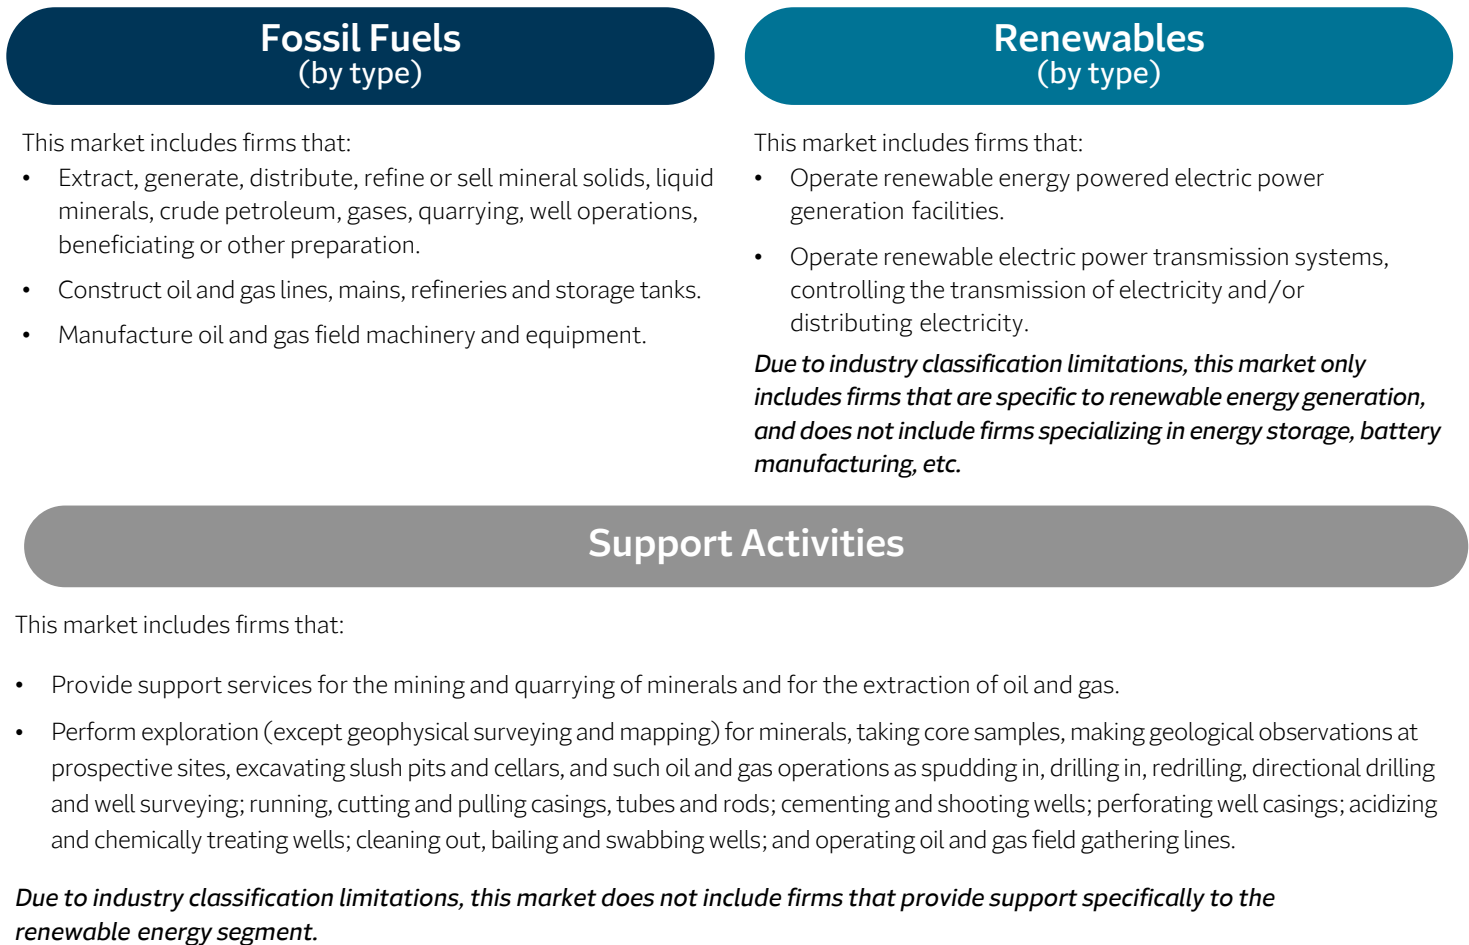 Fossil Fuels
(by type)
This market includes firms that:
• Extract, generate, distribute, refine or sell mineral solids, liquid
minerals, crude petroleum, gases, quarrying, well operations,
beneficiating or other preparation.
• Construct oil and gas lines, mains, refineries and storage tanks.
• Manufacture oil and gas field machinery and equipment.
Renewables
(by type)
This market includes firms that:
• Operate renewable energy powered electric power
generation facilities.
• Operate renewable electric power transmission systems,
controlling the transmission of electricity and/or
distributing electricity.
Due to industry classification limitations, this market only
includes firms that are specific to renewable energy generation,
and does not include firms specializing in energy storage, battery
manufacturing, etc.
Support Activities
This market includes firms that:
• Provide support services for the mining and quarrying of minerals and for the extraction of oil and gas.
• Perform exploration (except geophysical surveying and mapping) for minerals, taking core samples, making geological observations at
prospective sites, excavating slush pits and cellars, and such oil and gas operations as spudding in, drilling in, redrilling, directional drilling
and well surveying; running, cutting and pulling casings, tubes and rods; cementing and shooting wells; perforating well casings; acidizing
and chemically treating wells; cleaning out, bailing and swabbing wells; and operating oil and gas field gathering lines.
Due to industry classification limitations, this market does not include firms that provide support specifically to the
renewable energy segment.